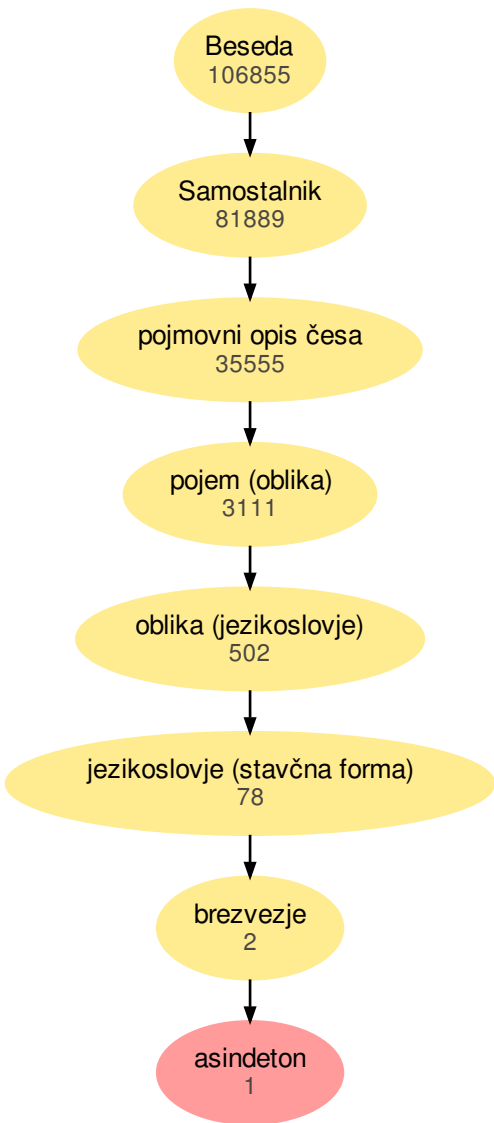 Beseda
106855
Samostalnik
81889
pojmovni opis česa
35555
pojem (oblika)
3111
oblika (jezikoslovje)
502
jezikoslovje (stavčna forma)
78
brezvezje
2
asindeton
1